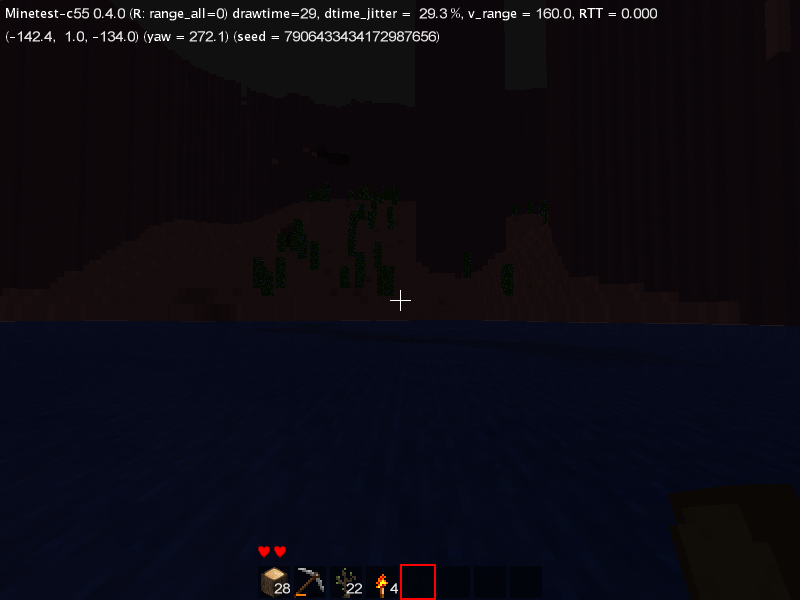 Minetest-c55 0.4.0 (R: range_all=0) drawtime=29, dtime_jitter =  29.3 %, v_range = 160.0, RTT = 0.000
(-142.4,  1.0, -134.0) (yaw = 272.1) (seed = 7906433434172987656)
28 22 4